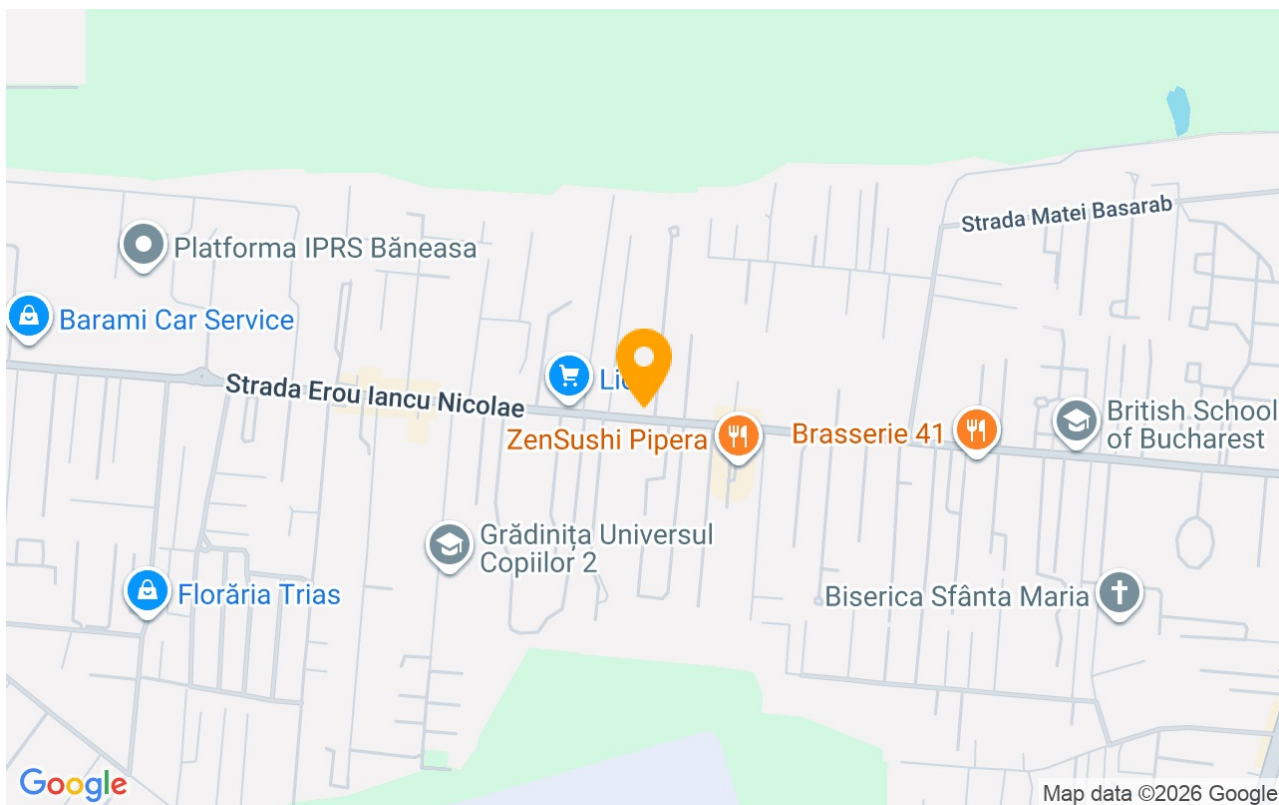 Strada Matei Basarab
Platforma IPRS Băneasa
Barami Car Service
Strada Erou Iancu Nicolae
ZenSushi Pipera
Brasserie 41
British School
of Bucharest
Grădinița Universul
Copiilor 2
Florăria Trias
Biserica Sfânta Maria
Google
Map data ©2026 Google